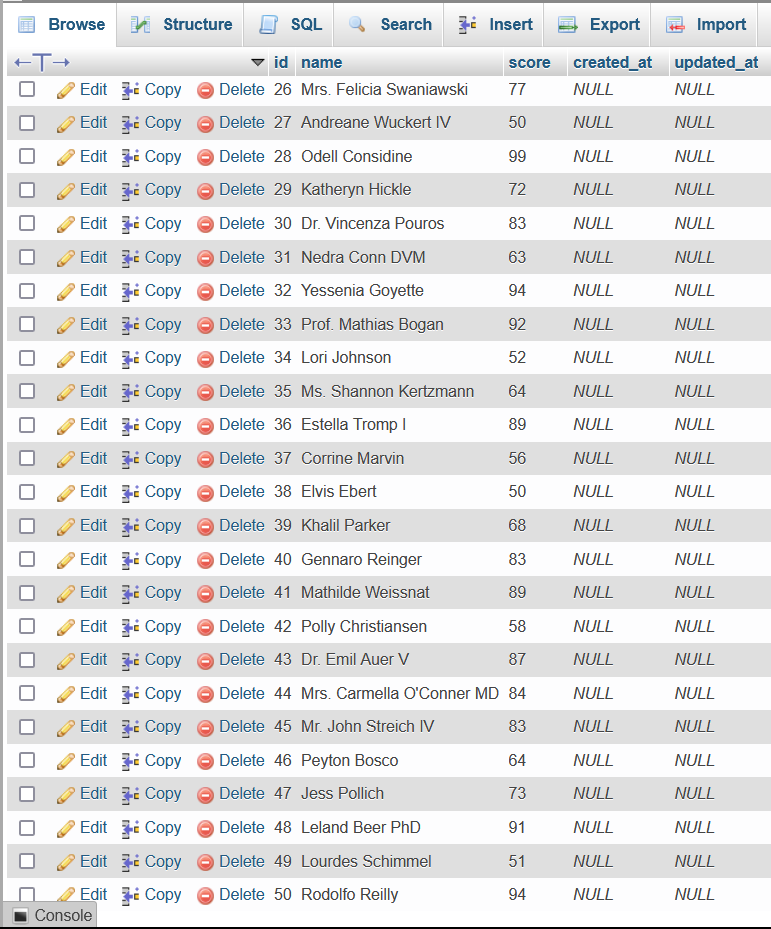 Browse Structure SQL Search Insert Export Import
←T→ id name score created_at updated_at
Edit Copy Delete 26 Mrs. Felicia Swaniawski 77 NULL NULL
Edit Copy Delete 27 Andreane Wuckert IV 50 NULL NULL
Edit Copy Delete 28 Odell Considine 99 NULL NULL
Edit Copy Delete 29 Katheryn Hickle 72 NULL NULL
Edit Copy Delete 30 Dr. Vincenza Pouros 83 NULL NULL
Edit Copy Delete 31 Nedra Conn DVM 63 NULL NULL
Edit Copy Delete 32 Yessenia Goyette 94 NULL NULL
Edit Copy Delete 33 Prof. Mathias Bogan 92 NULL NULL
Edit Copy Delete 34 Lori Johnson 52 NULL NULL
Edit Copy Delete 35 Ms. Shannon Kertzmann 64 NULL NULL
Edit Copy Delete 36 Estella Tromp I 89 NULL NULL
Edit Copy Delete 37 Corrine Marvin 56 NULL NULL
Edit Copy Delete 38 Elvis Ebert 50 NULL NULL
Edit Copy Delete 39 Khalil Parker 68 NULL NULL
Edit Copy Delete 40 Gennaro Reinger 83 NULL NULL
Edit Copy Delete 41 Mathilde Weissnat 89 NULL NULL
Edit Copy Delete 42 Polly Christiansen 58 NULL NULL
Edit Copy Delete 43 Dr. Emil Auer V 87 NULL NULL
Edit Copy Delete 44 Mrs. Carmella O'Conner MD 84 NULL NULL
Edit Copy Delete 45 Mr. John Streich IV 83 NULL NULL
Edit Copy Delete 46 Peyton Bosco 64 NULL NULL
Edit Copy Delete 47 Jess Pollich 73 NULL NULL
Edit Copy Delete 48 Leland Beer PhD 91 NULL NULL
Edit Copy Delete 49 Lourdes Schimmel 51 NULL NULL
Edit Copy Delete 50 Rodolfo Reilly 94 NULL NULL
Console